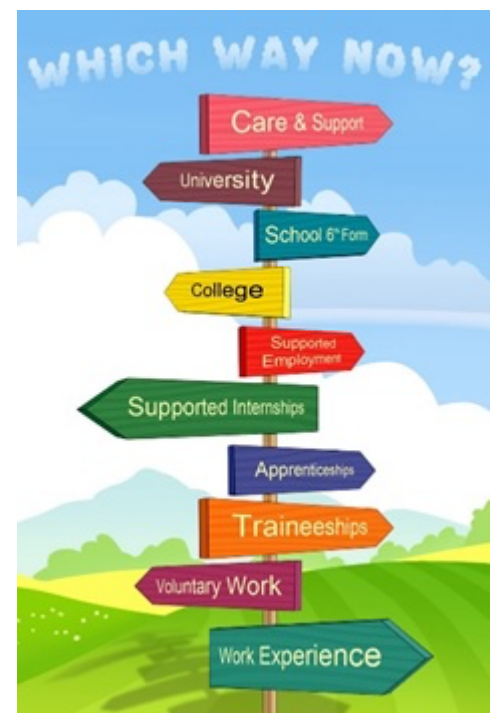 WHICH WAY NOW?
Care & Support
University
School 6th Form
College
Supported
Employment
Supported Internships
Apprenticeships
Traineeships
Voluntary Work
Work Experience